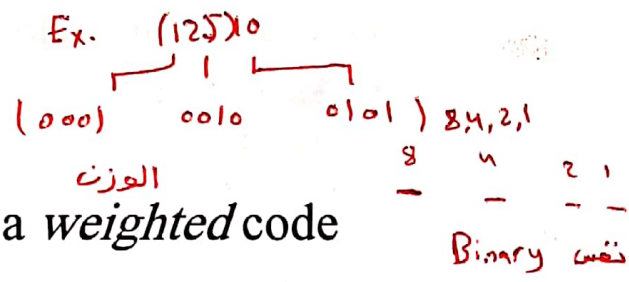 Ex. (125)10
(0001 0010 0101) 8,4,2,1
8 4 2 1
الوزن
a weighted code
نفس Binary